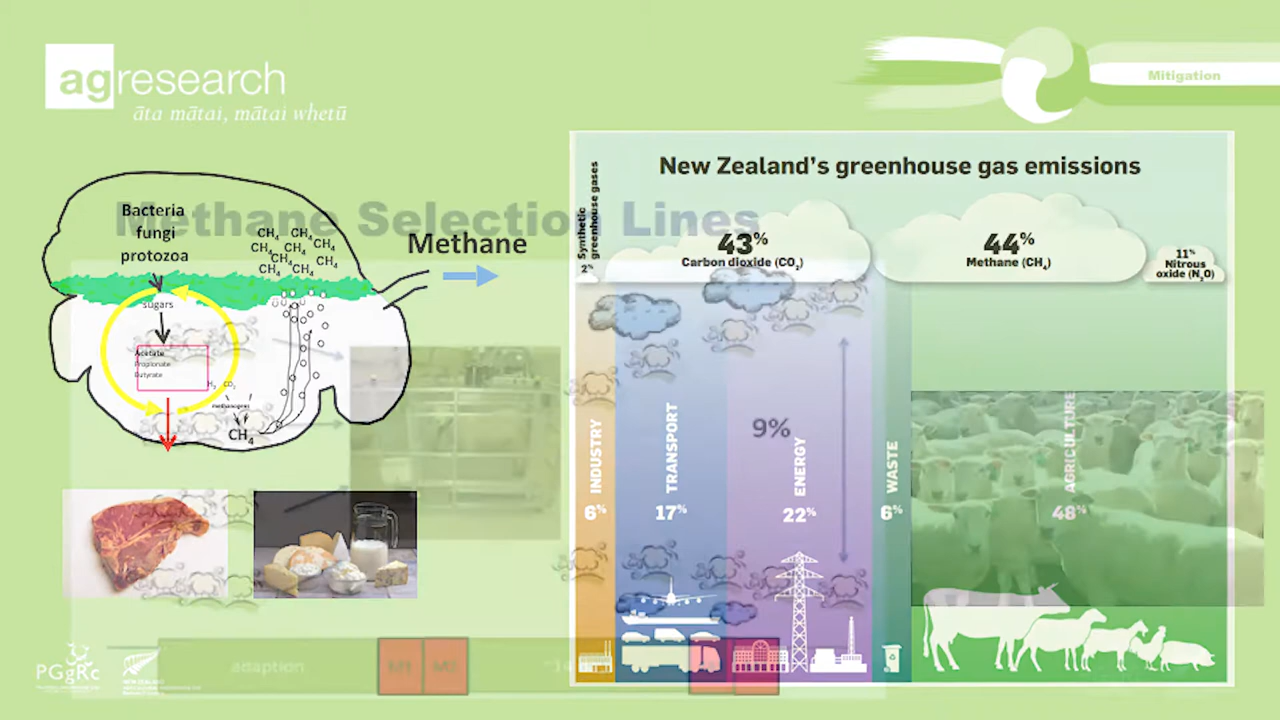 agresearch
āta mātai, mātai whetū
Mitigation
Methane Selection Lines
Bacteria
fungi
protozoa
CH₄ CH₄
CH₄ CH₄ CH₄
CH₄ CH₄ CH₄
CH₄ CH₄
Methane
sugars
Acetate
Propionate
Butyrate
H₂ CO₂
methanogens
CH₄
New Zealand's greenhouse gas emissions
Synthetic
greenhouse gases
2%
43%
Carbon dioxide (CO₂)
44%
Methane (CH₄)
11%
Nitrous
oxide (N₂O)
9%
INDUSTRY
6%
TRANSPORT
17%
ENERGY
22%
WASTE
6%
AGRICULTURE
48%
PGgRc
adaption
M1 M2